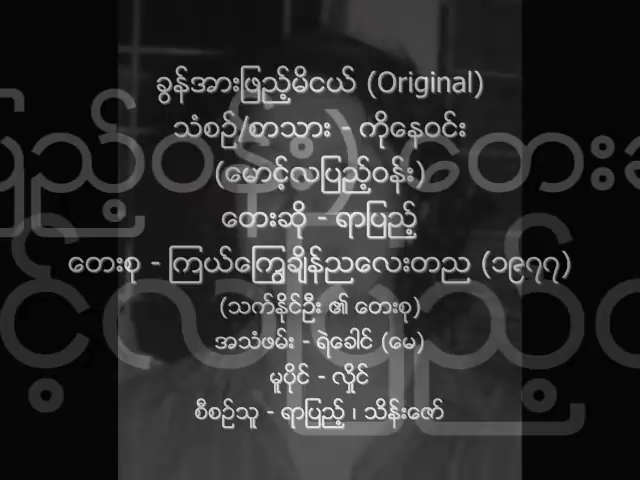 ခွန်အားဖြည့်မိငယ် (Original)
သံစဉ်/စာသား - ကိုနေဝင်း
(မောင့်လပြည့်ဝန်း)
တေးဆို - ရာပြည့်
တေးစု - ကြယ်ကြွေချိန်ညလေးတည (၁၉၇၇)
(သက်နိုင်ဦး ၏ တေးစု)
အသံဖမ်း - ရဲခေါင် (မေ)
မူပိုင် - လှိုင်
စီစဉ်သူ - ရာပြည့် ၊ သိန်းဇော်